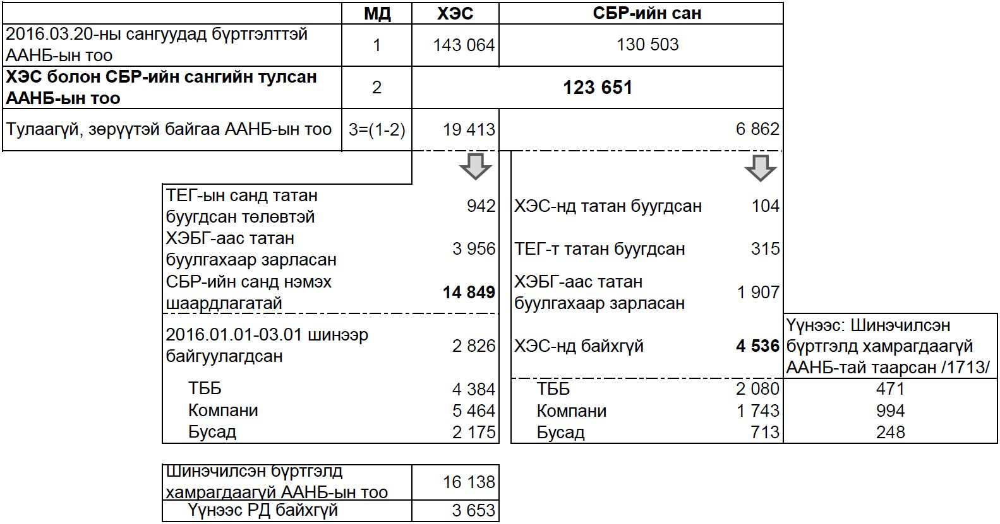 МД ХЭС СБР-ийн сан
2016.03.20-ны сангуудад бүртгэлттэй
ААНБ-ын тоо
1 143 064 130 503
ХЭС болон СБР-ийн сангийн тулсан
ААНБ-ын тоо
2 123 651
Тулаагүй, зөрүүтэй байгаа ААНБ-ын тоо 3=(1-2) 19 413 6 862
ТЕГ-ын санд татан
буугдсан төлөвтэй
942
ХЭБГ-аас татан
буулгахаар зарласан
3 956
СБР-ийн санд нэмэх
шаардлагатай
14 849
2016.01.01-03.01 шинээр
байгуулагдсан
2 826
ТББ 4 384
Компани 5 464
Бусад 2 175
ХЭС-нд татан буугдсан 104
ТЕГ-т татан буугдсан 315
ХЭБГ-аас татан
буулгахаар зарласан
1 907
ХЭС-нд байхгүй 4 536
Үүнээс: Шинэчилсэн
бүртгэлд хамрагдаагүй
ААНБ-тай таарсан /1713/
ТББ 2 080 471
Компани 1 743 994
Бусад 713 248
Шинэчилсэн бүртгэлд
хамрагдаагүй ААНБ-ын тоо
16 138
Үүнээс РД байхгүй 3 653